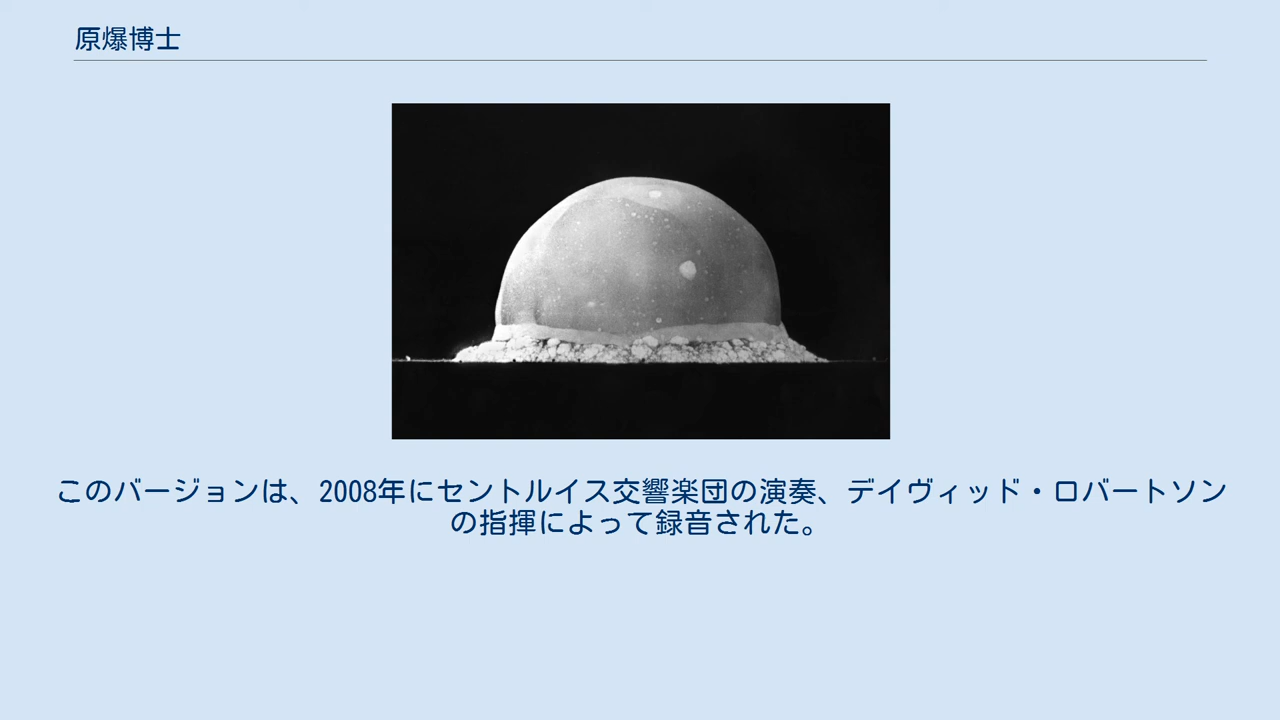 原爆博士
このバージョンは、2008年にセントルイス交響楽団の演奏、デイヴィッド・ロバートソン
の指揮によって録音された。